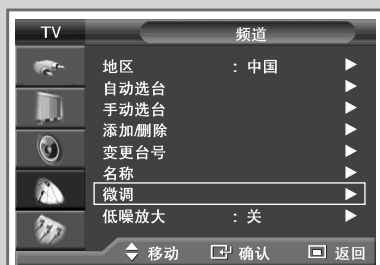 TV 频道
地区 : 中国
自动选台
手动选台
添加/删除
变更台号
名称
微调
低噪放大 : 关
移动 确认 返回